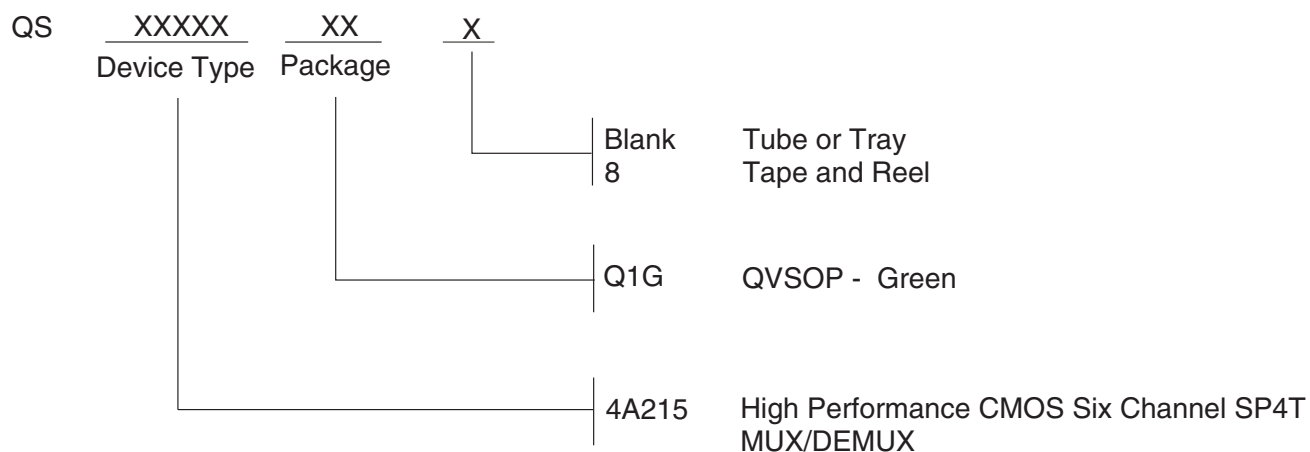 QS XXXXX XX X
Device Type Package
Blank Tube or Tray
8 Tape and Reel
Q1G QVSOP - Green
4A215 High Performance CMOS Six Channel SP4T
MUX/DEMUX